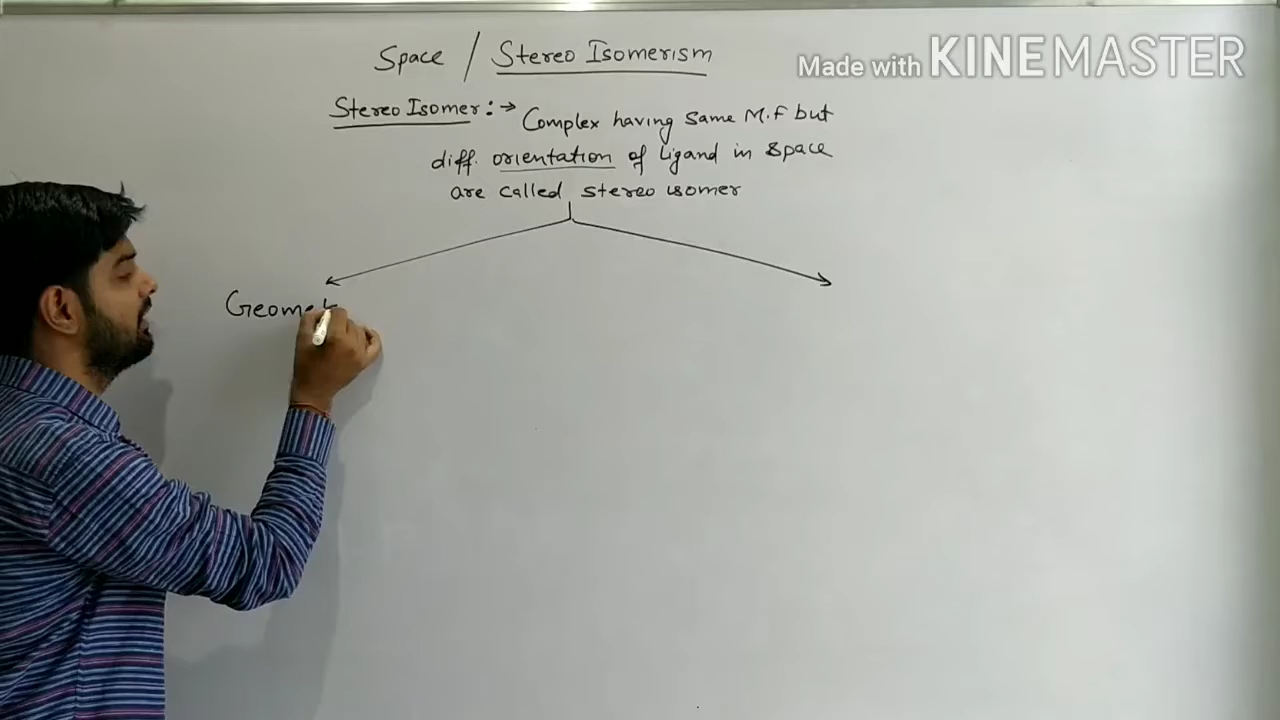 Space / Stereo Isomerism
Made with KINEMASTER
Stereo Isomer :→ Complex having same M.F but
diff. orientation of Ligand in space
are called stereo isomer
Geomet